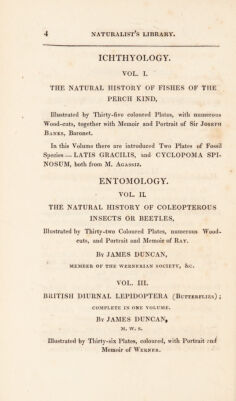 4 NATURALIST'S LIBRARY.
ICHTHYOLOGY.
VOL. I.
THE NATURAL HISTORY OF FISHES OF THE
PERCH KIND,
Illustrated by Thirty-five coloured Plates, with numerous
Wood-cuts, together with Memoir and Portrait of Sir JOSEPH
BANKS, Baronet.
In this Volume there are introduced Two Plates of Fossil
Species — LATIS GRACILIS, and CYCLOPOMA SPI-
NOSUM, both from M. AGASSIZ.
ENTOMOLOGY.
VOL. II.
THE NATURAL HISTORY OF COLEOPTEROUS
INSECTS OR BEETLES,
Illustrated by Thirty-two Coloured Plates, numerous Wood-
cuts, and Portrait and Memoir of RAY.
BY JAMES DUNCAN,
MEMBER OF THE WERNERIAN SOCIETY, &c.
VOL. III.
BRITISH DIURNAL LEPIDOPTERA (BUTTERFLIES);
COMPLETE IN ONE VOLUME.
BY JAMES DUNCAN,
M. W. S.
Illustrated by Thirty-six Plates, coloured, with Portrait and
Memoir of WERNER.